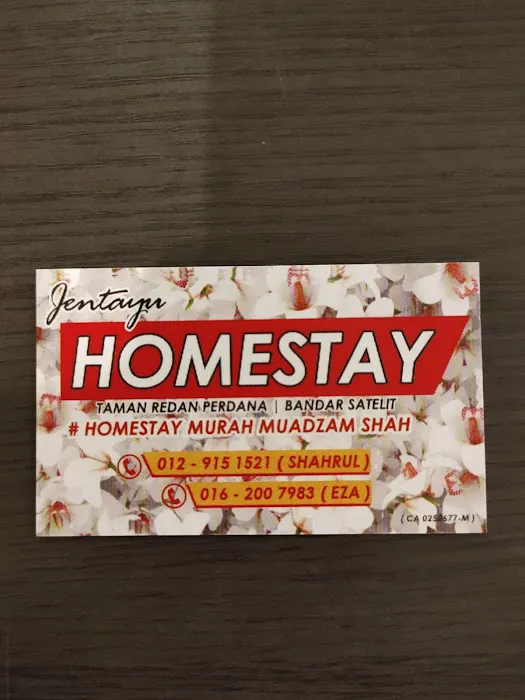 Jentayu
HOMESTAY
TAMAN REDAN PERDANA | BANDAR SATELIT
# HOMESTAY MURAH MUADZAM SHAH
012 - 915 1521 ( SHAHRUL )
016 - 200 7983 ( EZA )